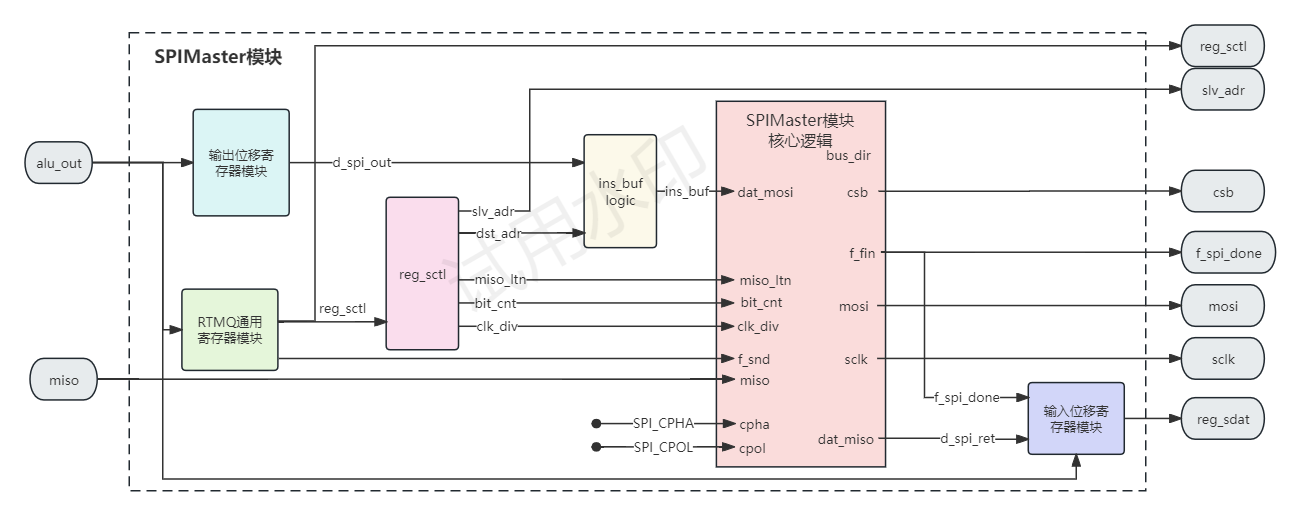 SPIMaster模块
reg_sctl
slv_adr
alu_out
输出位移寄
存器模块
d_spi_out
ins_buf
logic
ins_buf
SPIMaster模块
核心逻辑
bus_dir
dat_mosi
csb
csb
slv_adr
dst_adr
reg_sctl
miso_ltn
bit_cnt
clk_div
miso_ltn
bit_cnt
clk_div
f_fin
f_spi_done
mosi
mosi
RTMQ通用
寄存器模块
reg_sctl
f_snd
sclk
sclk
miso
miso
SPI_CPHA
cpha
SPI_CPOL
cpol
dat_miso
f_spi_done
d_spi_ret
输入位移寄
存器模块
reg_sdat
试用水印